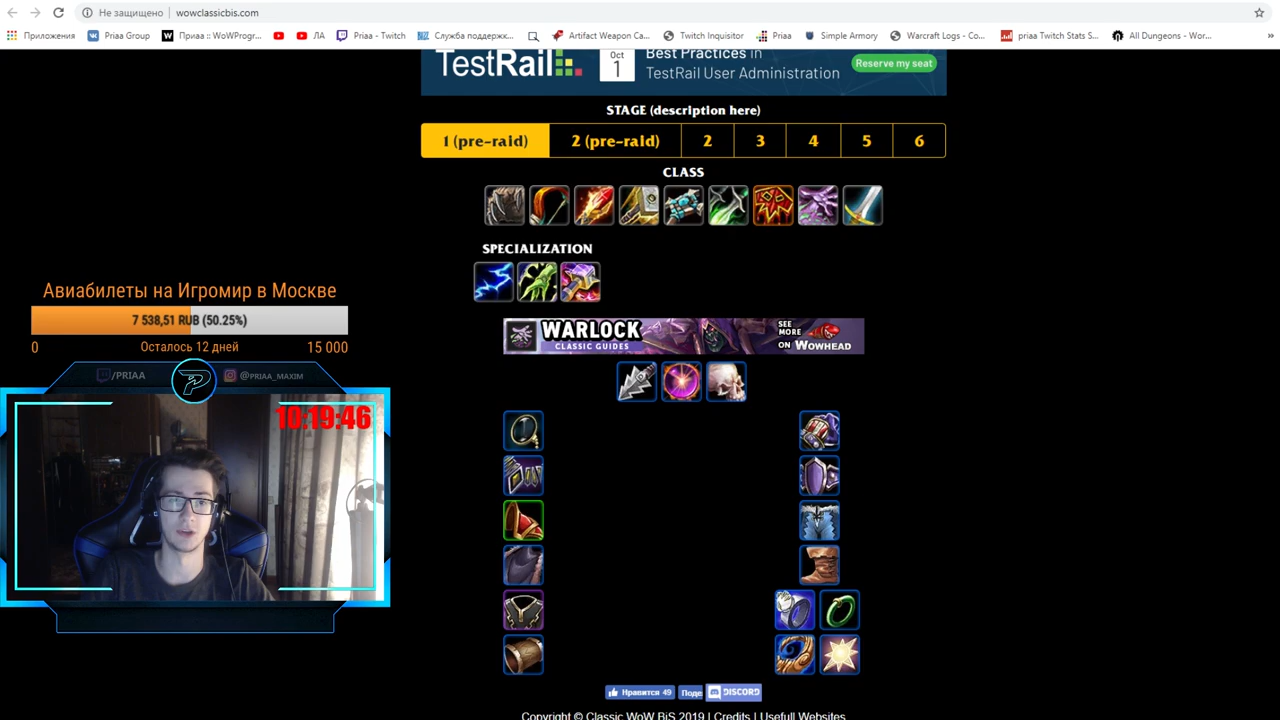 Не защищено
wowclassicbis.com
Приложения
Priaa Group
Приаа :: WoWProgr...
ЛА
Priaa - Twitch
Служба поддержк...
Artifact Weapon Ca...
Twitch Inquisitor
Priaa
Simple Armory
Warcraft Logs - Co...
priaa Twitch Stats S...
All Dungeons - Wor...
»
TestRail
Oct
1
Best Practices in
TestRail User Administration
Reserve my seat
STAGE (description here)
1 (pre-raid)
2 (pre-raid)
2
3
4
5
6
CLASS
SPECIALIZATION
Авиабилеты на Игромир в Москве
7 538,51 RUB (50.25%)
0
Осталось 12 дней
15 000
WARLOCK
CLASSIC GUIDES
SEE
MORE
ON WOWHEAD
/PRIAA
@PRIAA_MAXIM
10:19:46
Нравится 49
Поде
DISCORD
Copyright © Classic WoW BiS 2019 | Credits | Usefull Websites